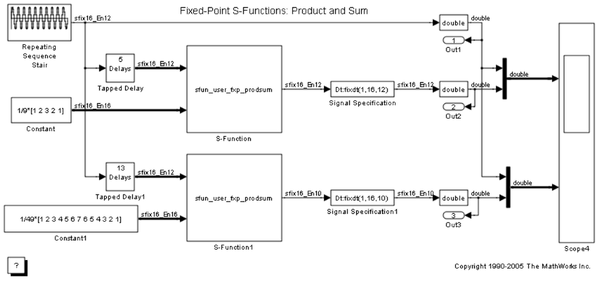 Fixed-Point S-Functions: Product and Sum
sfix16_En12
double
double
Repeating
Sequence
Stair
1
Out1
5
Delays
sfix16_En12
Tapped Delay
sfun_user_fxp_prodsum
sfix16_En12
Dt:fixdt(1,16,12)
sfix16_En12
double
double
double
Signal Specification
2
Out2
1/9*[1 2 3 2 1]
sfix16_En16
Constant
S-Function
13
Delays
sfix16_En12
Tapped Delay1
sfun_user_fxp_prodsum
sfix16_En10
Dt:fixdt(1,16,10)
sfix16_En10
double
double
double
Signal Specification1
3
Out3
1/49*[1 2 3 4 5 6 7 6 5 4 3 2 1]
sfix16_En16
Constant1
S-Function1
Scope4
?
Copyright 1990-2005 The MathWorks Inc.